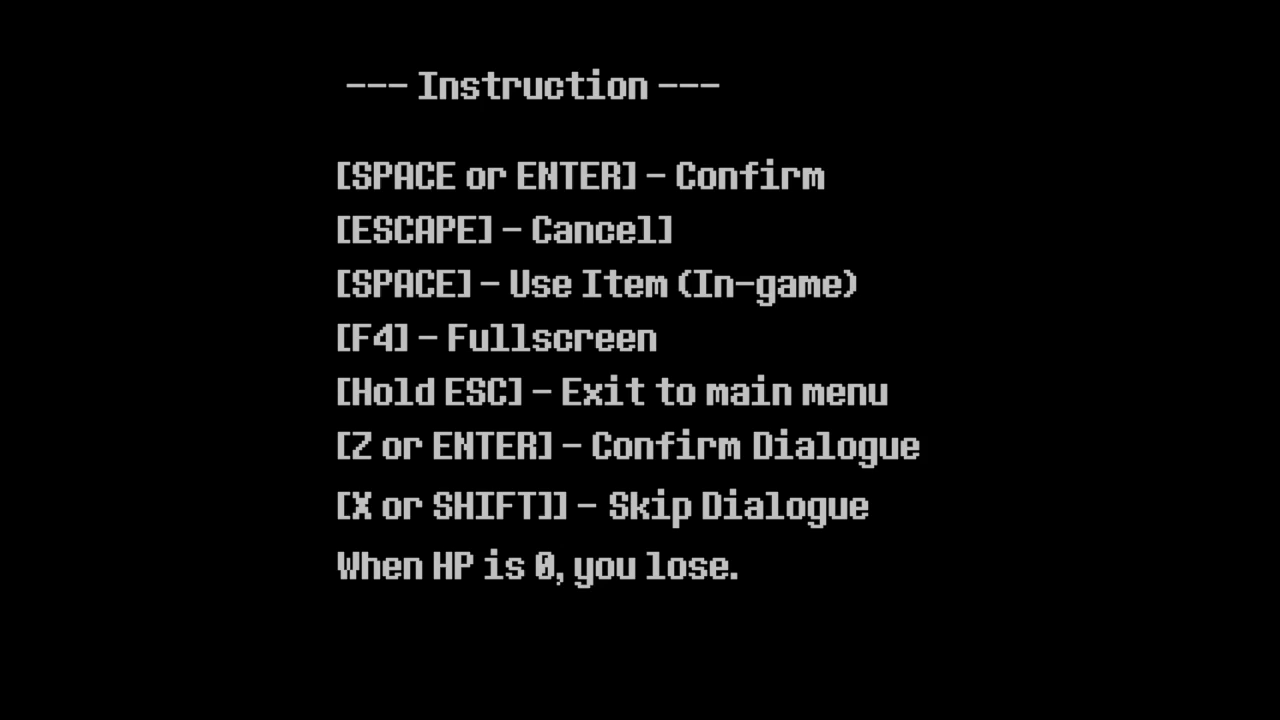 --- Instruction ---
[SPACE or ENTER] - Confirm
[ESCAPE] - Cancel]
[SPACE] - Use Item (In-game)
[F4] - Fullscreen
[Hold ESC] - Exit to main menu
[Z or ENTER] - Confirm Dialogue
[X or SHIFT]] - Skip Dialogue
When HP is 0, you lose.